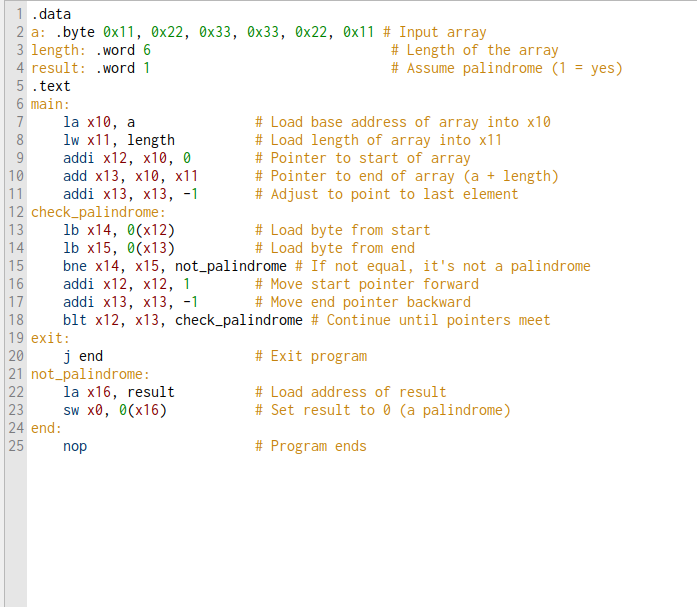 1 .data
2 a: .byte 0x11, 0x22, 0x33, 0x33, 0x22, 0x11 # Input array
3 length: .word 6                              # Length of the array
4 result: .word 1                              # Assume palindrome (1 = yes)
5 .text
6 main:
7     la x10, a               # Load base address of array into x10
8     lw x11, length          # Load length of array into x11
9     addi x12, x10, 0        # Pointer to start of array
10     add x13, x10, x11       # Pointer to end of array (a + length)
11     addi x13, x13, -1       # Adjust to point to last element
12 check_palindrome:
13     lb x14, 0(x12)          # Load byte from start
14     lb x15, 0(x13)          # Load byte from end
15     bne x14, x15, not_palindrome # If not equal, it's not a palindrome
16     addi x12, x12, 1        # Move start pointer forward
17     addi x13, x13, -1       # Move end pointer backward
18     blt x12, x13, check_palindrome # Continue until pointers meet
19 exit:
20     j end                   # Exit program
21 not_palindrome:
22     la x16, result          # Load address of result
23     sw x0, 0(x16)           # Set result to 0 (a palindrome)
24 end:
25     nop                     # Program ends